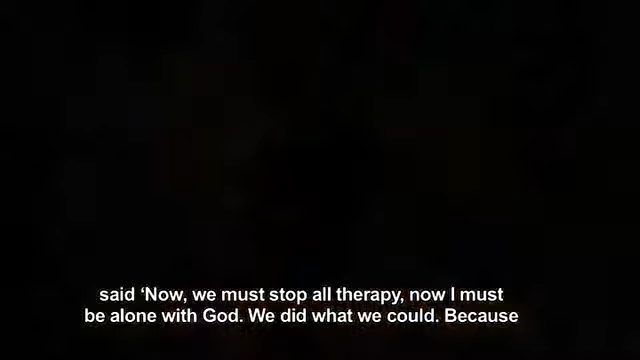 said ‘Now, we must stop all therapy, now I must
be alone with God. We did what we could. Because